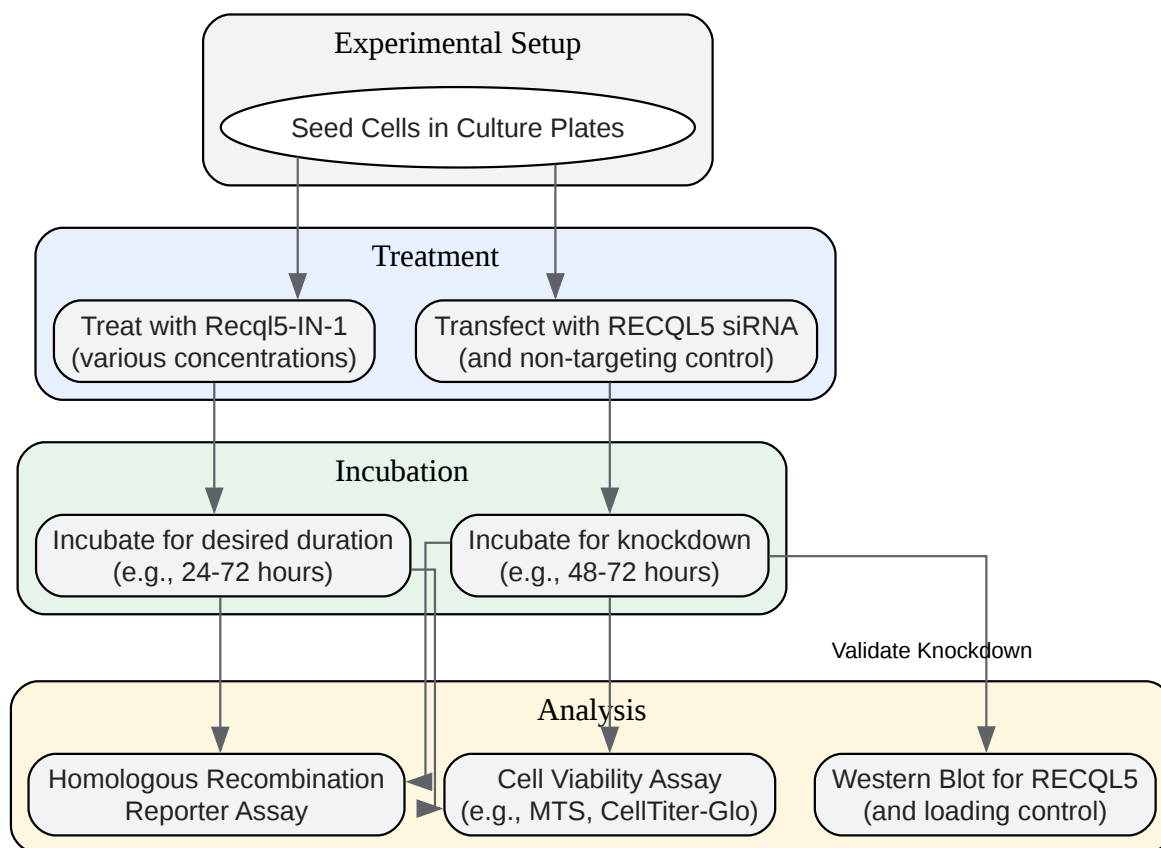 Experimental Setup
Seed Cells in Culture Plates
Treatment
Treat with Recql5-IN-1
(various concentrations)
Transfect with RECQL5 siRNA
(and non-targeting control)
Incubation
Incubate for desired duration
(e.g., 24-72 hours)
Incubate for knockdown
(e.g., 48-72 hours)
Validate Knockdown
Analysis
Homologous Recombination
Reporter Assay
Cell Viability Assay
(e.g., MTS, CellTiter-Glo)
Western Blot for RECQL5
(and loading control)